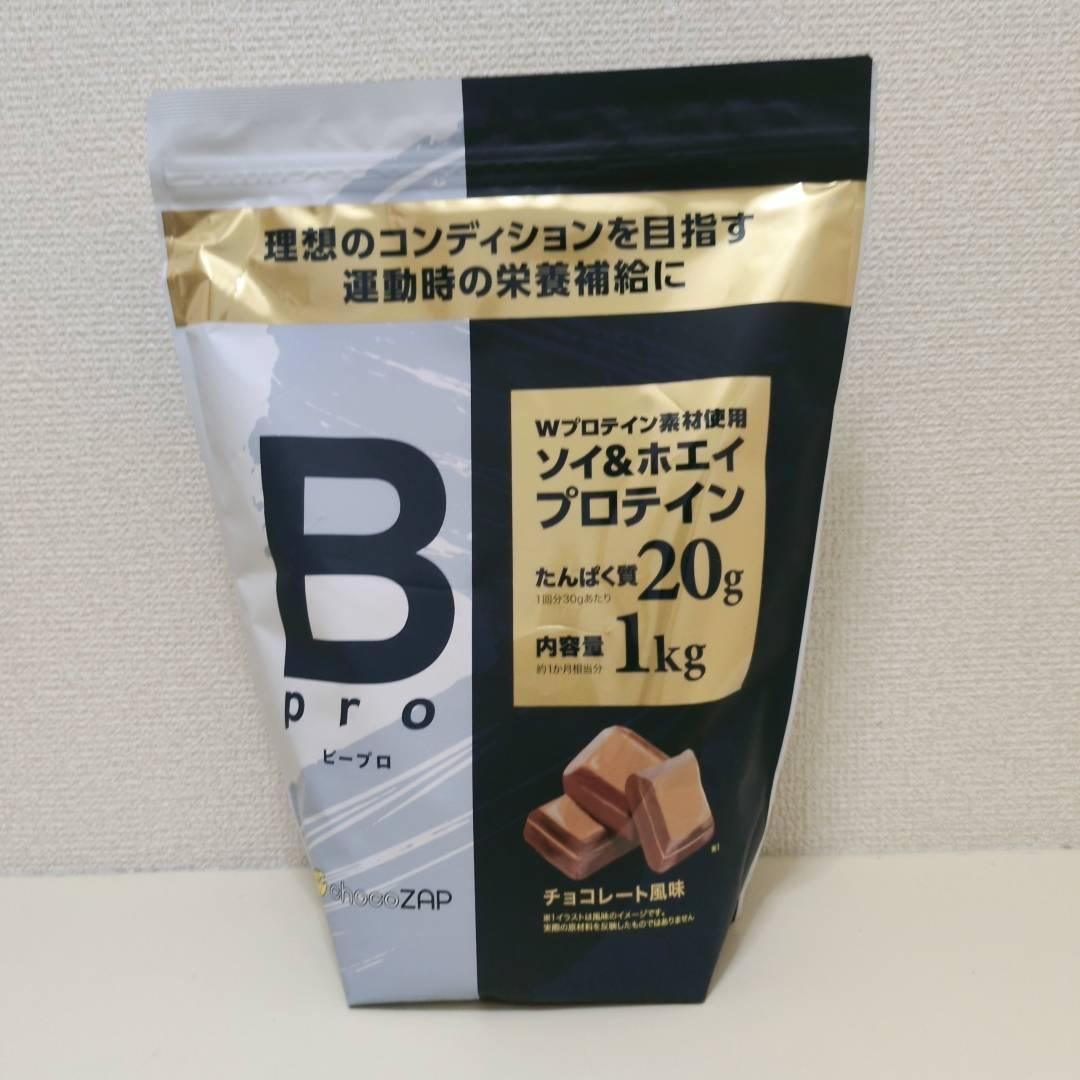 理想のコンディションを目指す
運動時の栄養補給に
B
pro
ビープロ
chocoZAP
Wプロテイン素材使用
ソイ&ホエイ
プロテイン
たんぱく質 20g
1回分30gあたり
内容量 1kg
約1か月相当分
※1
チョコレート風味
※1イラストは風味のイメージです。
実際の原材料を反映したものではありません